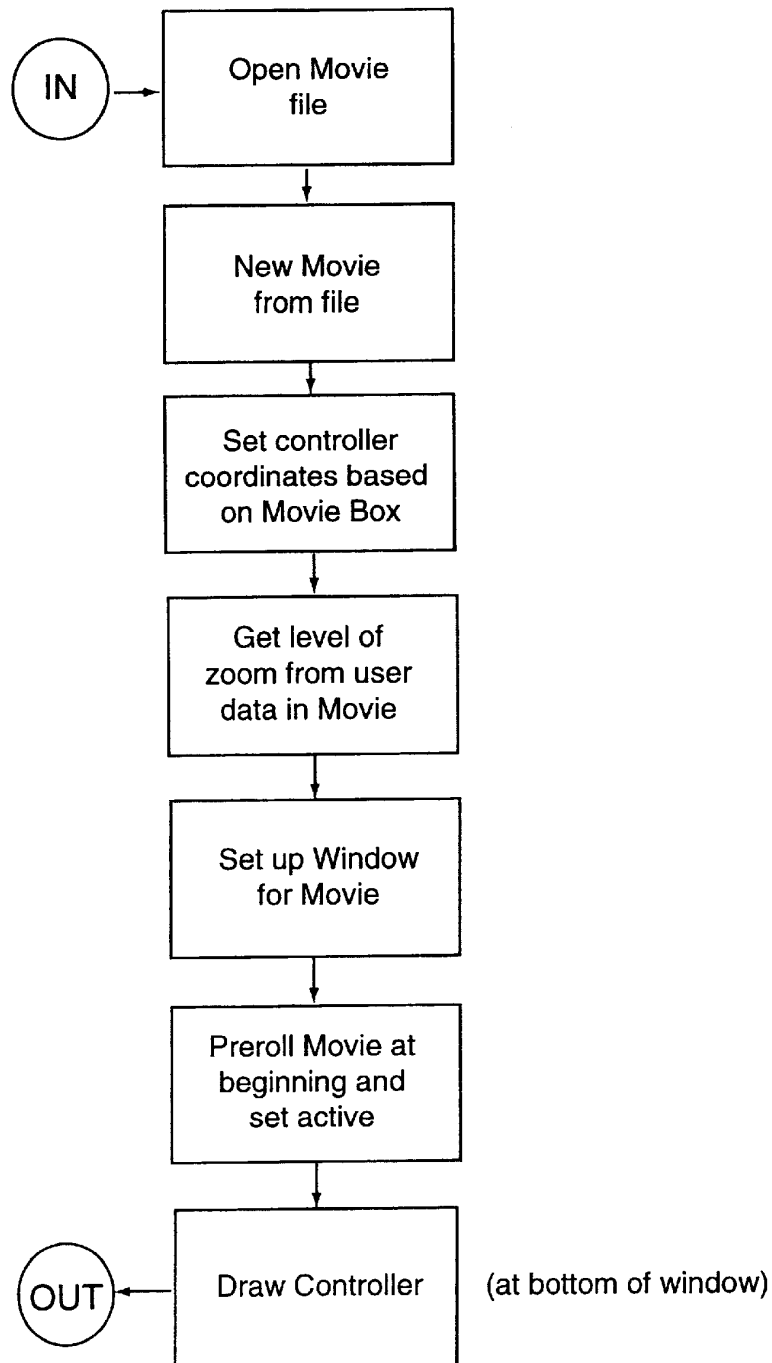 IN
Open Movie
file
New Movie
from file
Set controller
coordinates based
on Movie Box
Get level of
zoom from user
data in Movie
Set up Window
for Movie
Preroll Movie at
beginning and
set active
OUT
Draw Controller
(at bottom of window)